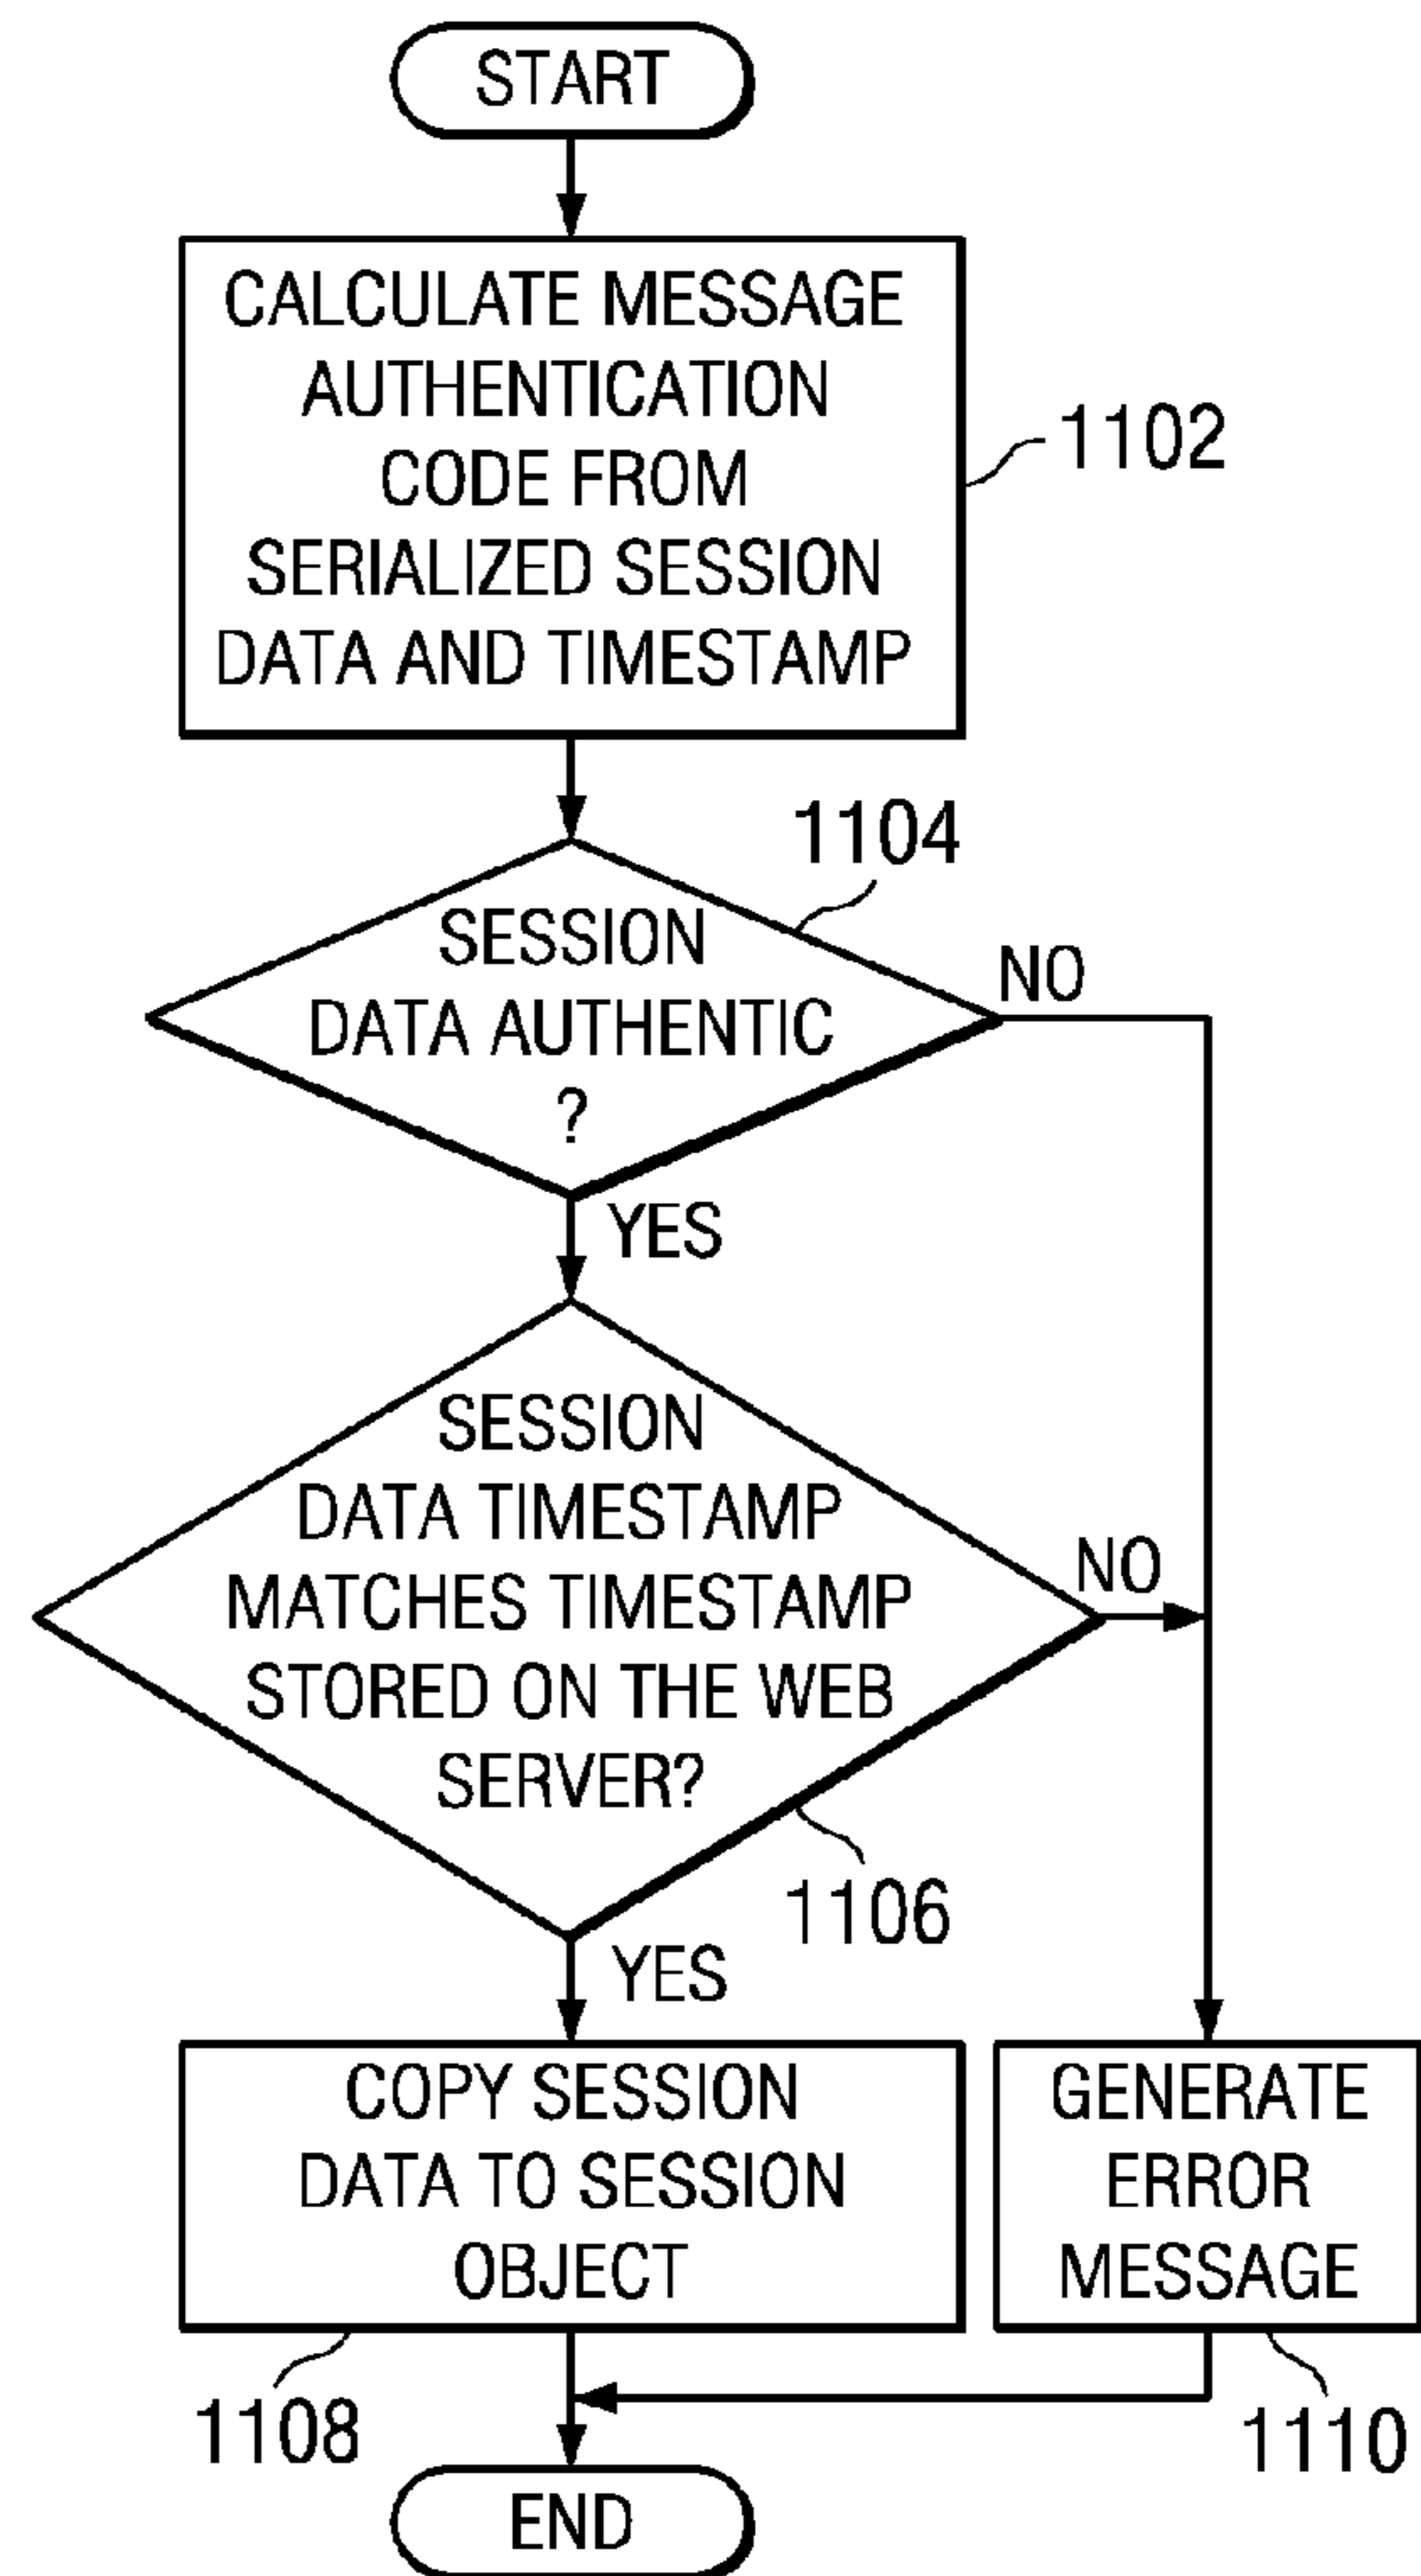 START
CALCULATE MESSAGE
AUTHENTICATION
CODE FROM
SERIALIZED SESSION
DATA AND TIMESTAMP
1102
1104
SESSION
DATA AUTHENTIC
?
NO
YES
SESSION
DATA TIMESTAMP
MATCHES TIMESTAMP
STORED ON THE WEB
SERVER?
NO
1106
YES
COPY SESSION
DATA TO SESSION
OBJECT
1108
GENERATE
ERROR
MESSAGE
1110
END